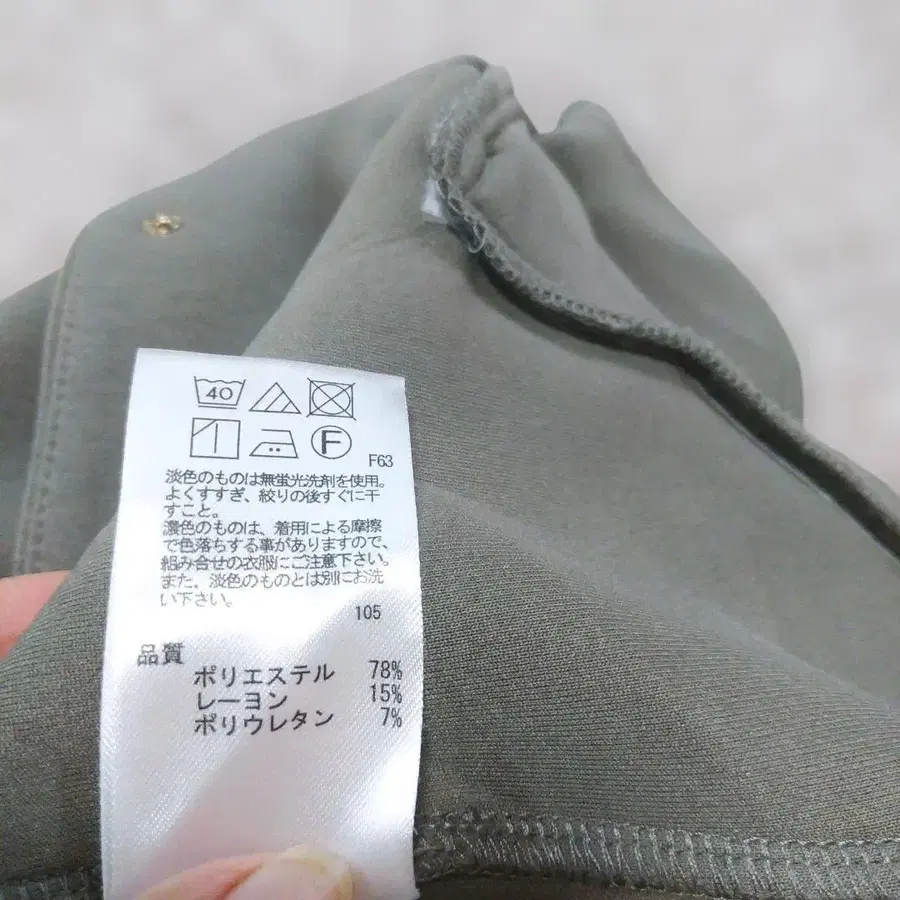 40
F
F63
淡色のものは無蛍光洗剤を使用。
よくすすぎ、絞りの後すぐに干
すこと。
濃色のものは、着用による摩擦
で色落ちする事がありますので、
組み合せの衣服にご注意下さい。
また、淡色のものとは別にお洗
い下さい。
105
品質
ポリエステル 78%
レーヨン 15%
ポリウレタン 7%